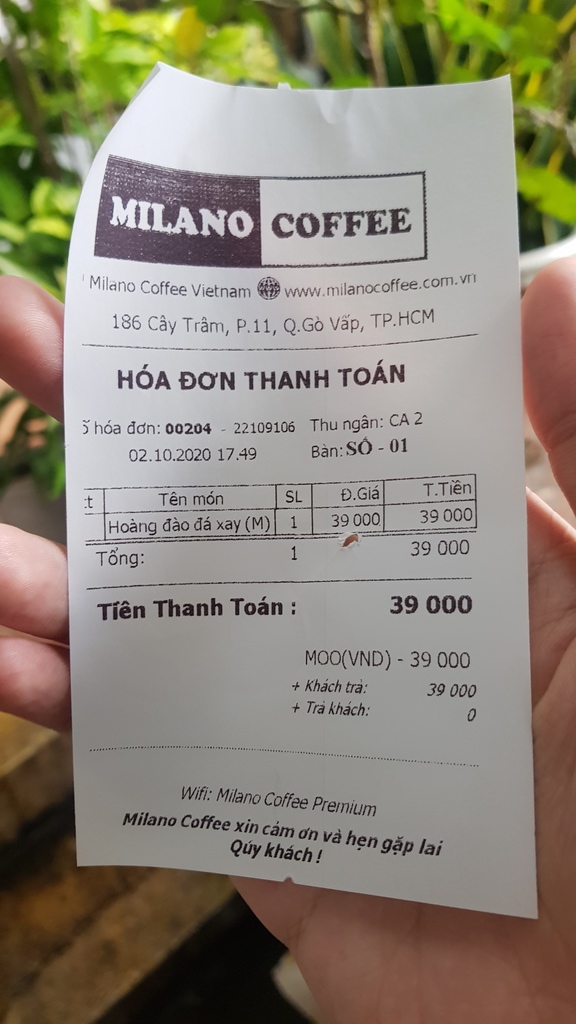 MILANO COFFEE
Milano Coffee Vietnam www.milanocoffee.com.vn
186 Cây Trâm, P.11, Q.Gò Vấp, TP.HCM
HÓA ĐƠN THANH TOÁN
hóa đơn: 00204 - 22109106 Thu ngân: CA 2
02.10.2020 17.49 Bàn: SỐ - 01
t Tên món SL Đ.Giá T.Tiền
Hoàng đào đá xay (M) 1 39 000 39 000
Tổng: 1 39 000
Tiền Thanh Toán : 39 000
MOO(VND) - 39 000
+ Khách trả: 39 000
+ Trả khách: 0
Wifi: Milano Coffee Premium
Milano Coffee xin cảm ơn và hẹn gặp lại
Qúy khách !